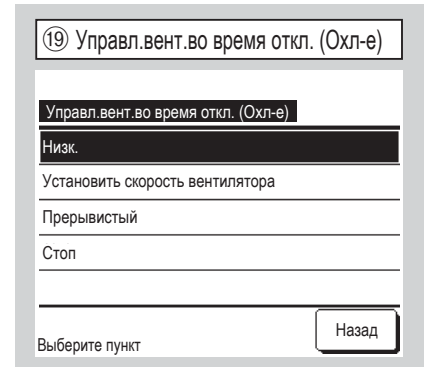 ⑲ Управл.вент.во время откл. (Охл-е)
Управл.вент.во время откл. (Охл-е)
Низк.
Установить скорость вентилятора
Прерывистый
Стоп
Назад
Выберите пункт